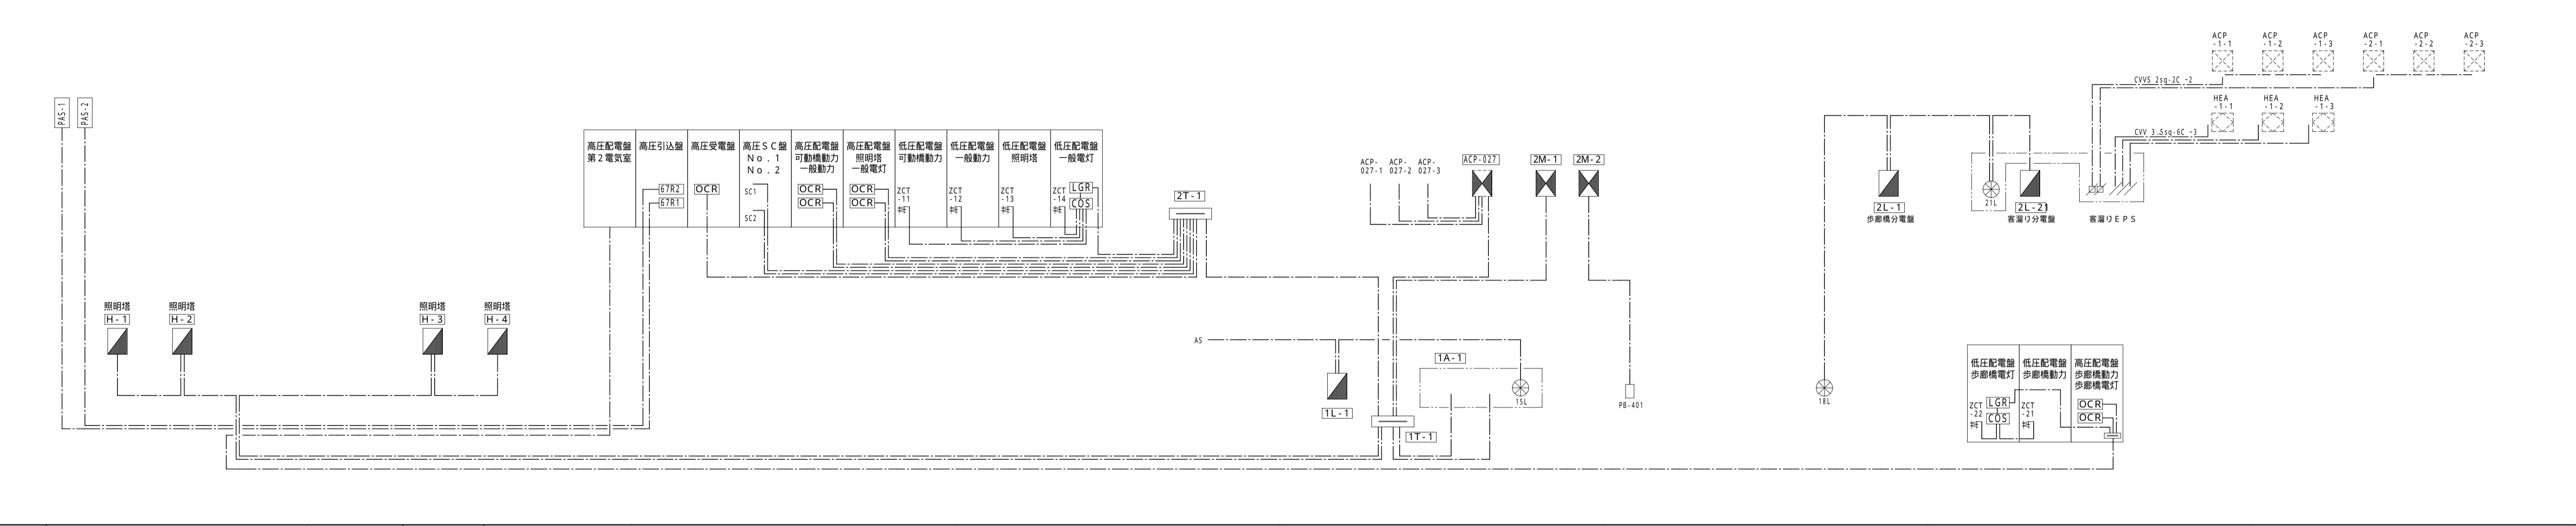 PAS-1
PAS-2
照明塔
H-1
照明塔
H-2
照明塔
H-3
照明塔
H-4
高圧配電盤
第2電気室
高圧引込盤
67R2
67R1
高圧受電盤
OCR
高圧SC盤
No.1
No.2
SC1
SC2
高圧配電盤
可動橋動力
一般動力
OCR
OCR
高圧配電盤
照明塔
一般電灯
OCR
OCR
低圧配電盤
可動橋動力
ZCT
-11
低圧配電盤
一般動力
ZCT
-12
低圧配電盤
照明塔
ZCT
-13
低圧配電盤
一般電灯
ZCT
-14
LGR
COS
2T-1
ACP-
027-1
ACP-
027-2
ACP-
027-3
ACP-027
2M-1
2M-2
AS
1L-1
1A-1
15L
1T-1
PB-401
18L
2L-1
歩廊橋分電盤
21L
2L-21
客溜り分電盤
客溜りEPS
CVVS 2sq-2C ~2
CVV 3.5sq-6C ~3
ACP
-1-1
ACP
-1-2
ACP
-1-3
ACP
-2-1
ACP
-2-2
ACP
-2-3
HEA
-1-1
HEA
-1-2
HEA
-1-3
低圧配電盤
歩廊橋電灯
ZCT
-22
LGR
COS
低圧配電盤
歩廊橋動力
ZCT
-21
高圧配電盤
歩廊橋動力
歩廊橋電灯
OCR
OCR